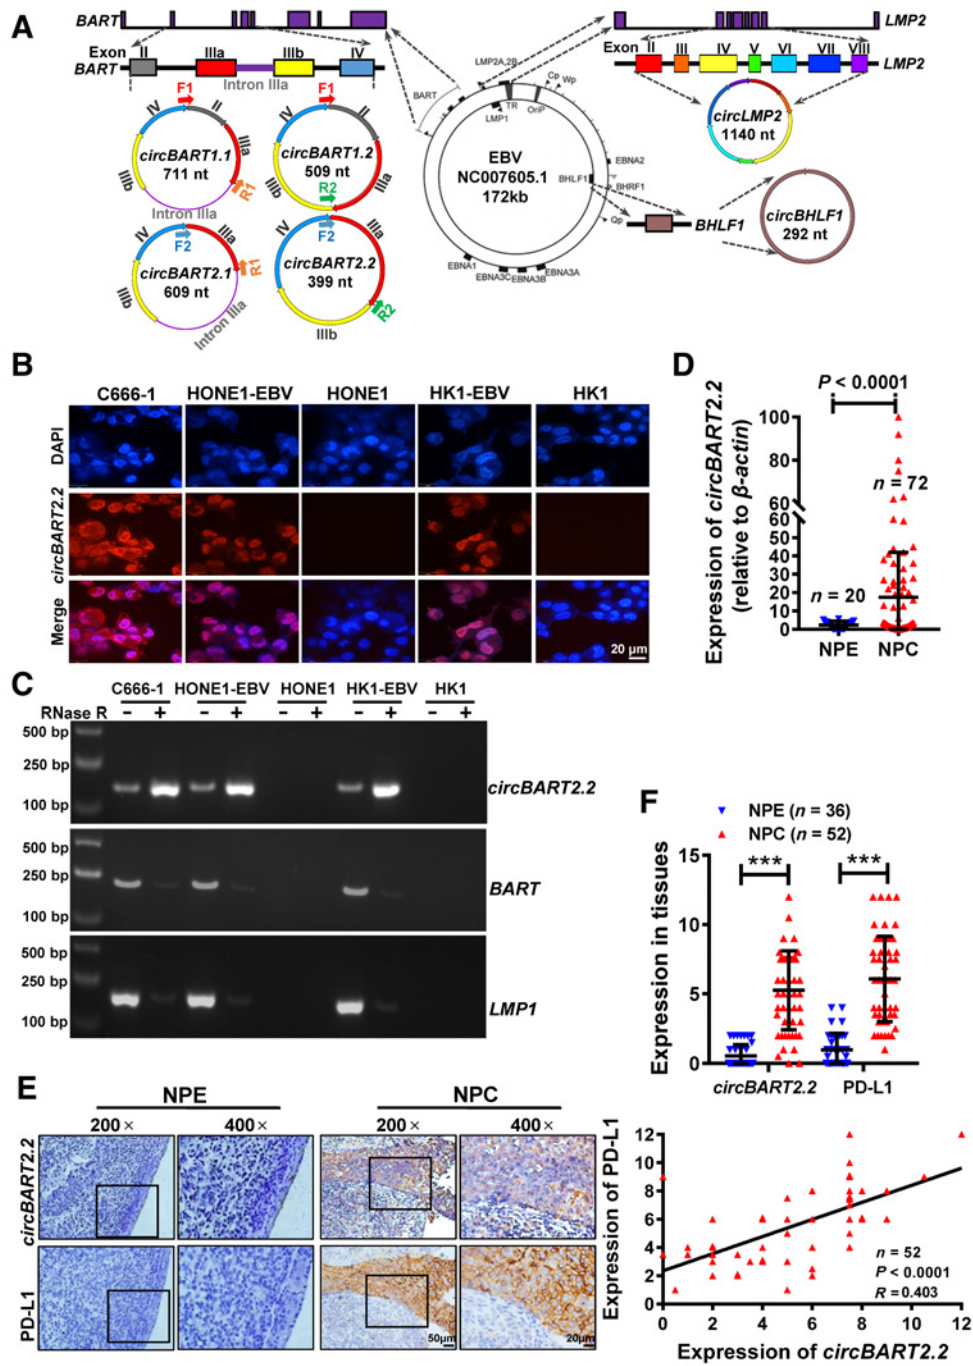 A
BART
LMP2
Exon II IIIa IIIb IV
BART
Intron IIIa
Exon II III IV V VI VII VIII
LMP2
F1
IV II
IIIa
IIIb
circBART1.1
711 nt
R1
Intron IIIa
F1
IV II
IIIa
IIIb
circBART1.2
509 nt
R2
F2
IV IIIa
IIIb
circBART2.1
609 nt
R1
Intron IIIa
F2
circBART2.2
399 nt
R2
IIIb
BART
LMP2A,2B
Cp Wp
TR
OriP
LMP1
EBV
NC007605.1
172kb
EBNA2
BHLF1
BHRF1
Qp
EBNA1
EBNA3C
EBNA3B
EBNA3A
circLMP2
1140 nt
BHLF1
circBHLF1
292 nt
B
C666-1 HONE1-EBV HONE1 HK1-EBV HK1
DAPI
circBART2.2
Merge
20 µm
C
C666-1 HONE1-EBV HONE1 HK1-EBV HK1
RNase R – + – + – + – + – +
500 bp
250 bp
100 bp
circBART2.2
500 bp
250 bp
100 bp
BART
500 bp
250 bp
100 bp
LMP1
D
P < 0.0001
Expression of circBART2.2
(relative to β-actin)
100
80
60
60
50
40
30
20
10
0
n = 72
n = 20
NPE NPC
E
NPE NPC
200 × 400 × 200 × 400 ×
circBART2.2
PD-L1
50µm
20µm
F
NPE (n = 36)
NPC (n = 52)
Expression in tissues
15
10
5
0
*** ***
circBART2.2 PD-L1
Expression of PD-L1
12
10
8
6
4
2
0
n = 52
P < 0.0001
R = 0.403
0 2 4 6 8 10 12
Expression of circBART2.2